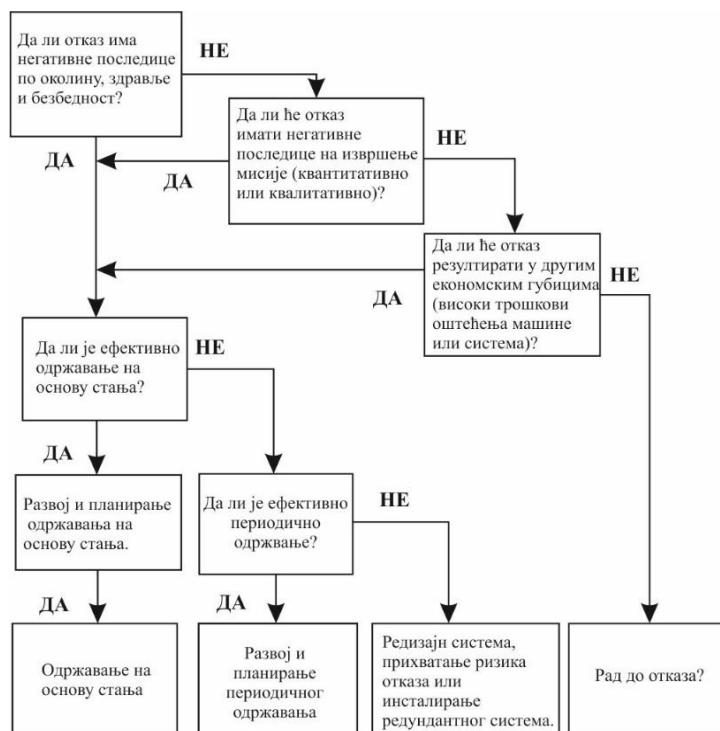 Да ли отказ има
негативне последице
по околину, здравље
и безбедност?
НЕ
ДА
Да ли ће отказ
имати негативне
последице на извршење
мисије (квантитативно
или квалитативно)?
НЕ
ДА
Да ли ће отказ
резултирати у другим
економским губицима
(високи трошкови
оштећења машине
или система)?
НЕ
ДА
Да ли је ефективно
одржавање на
основу стања?
НЕ
ДА
Развој и планирање
одржавања на
основу стања.
ДА
Да ли је ефективно
периодично
одржвање?
НЕ
ДА
Одржавање на
основу стања
Развој и
планирање
периодичног
одржавања
Редизајн система,
прихватање ризика
отказа или
инсталирање
редундантног система.
Рад до отказа?